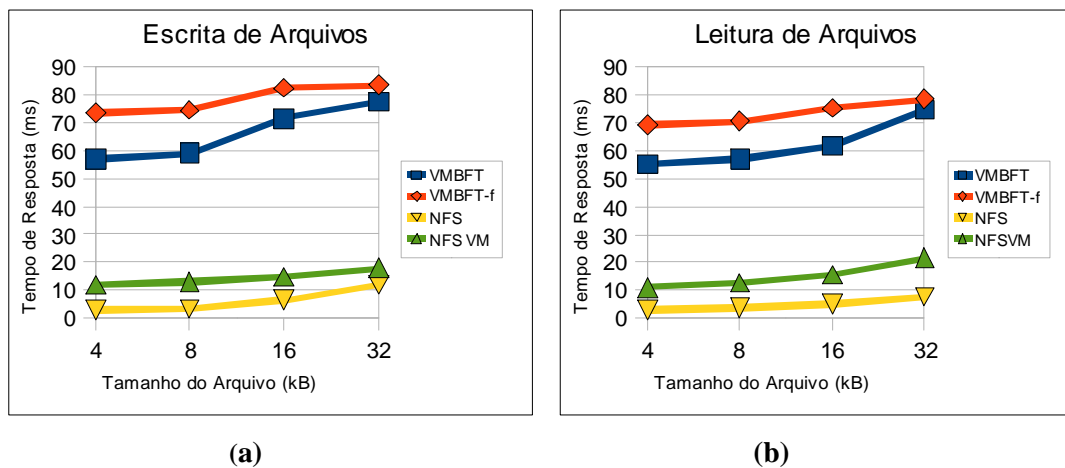 Escrita de Arquivos
90
80
70
60
50
40
30
20
10
0
4 8 16 32
Tempo de Resposta (ms)
Tamanho do Arquivo (kB)
VMBFT
VMBFT-f
NFS
NFS VM
(a)
Leitura de Arquivos
90
80
70
60
50
40
30
20
10
0
4 8 16 32
Tempo de Resposta (ms)
Tamanho do Arquivo (kB)
VMBFT
VMBFT-f
NFS
NFSVM
(b)